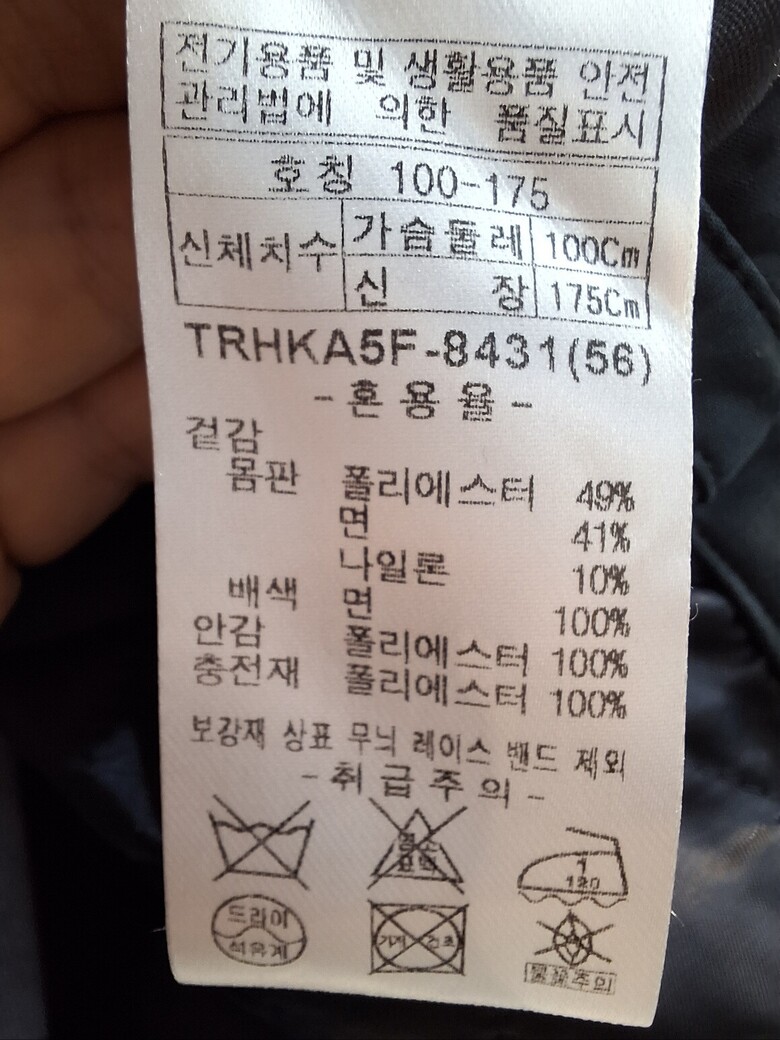 전기용품 및 생활용품 안전
관리법에 의한 품질표시
호칭 100-175
신체치수 가슴둘레 100Cm
신 장 175Cm
TRHKA5F-8431(56)
-혼용율-
겉감
몸판 폴리에스터 49%
면 41%
나일론 10%
배색 면 100%
안감 폴리에스터 100%
충전재 폴리에스터 100%
보강재 상표 무늬 레이스 밴드 제외
-취급주의-
염소
표백
1
120
드라이
석유계
기계 건조